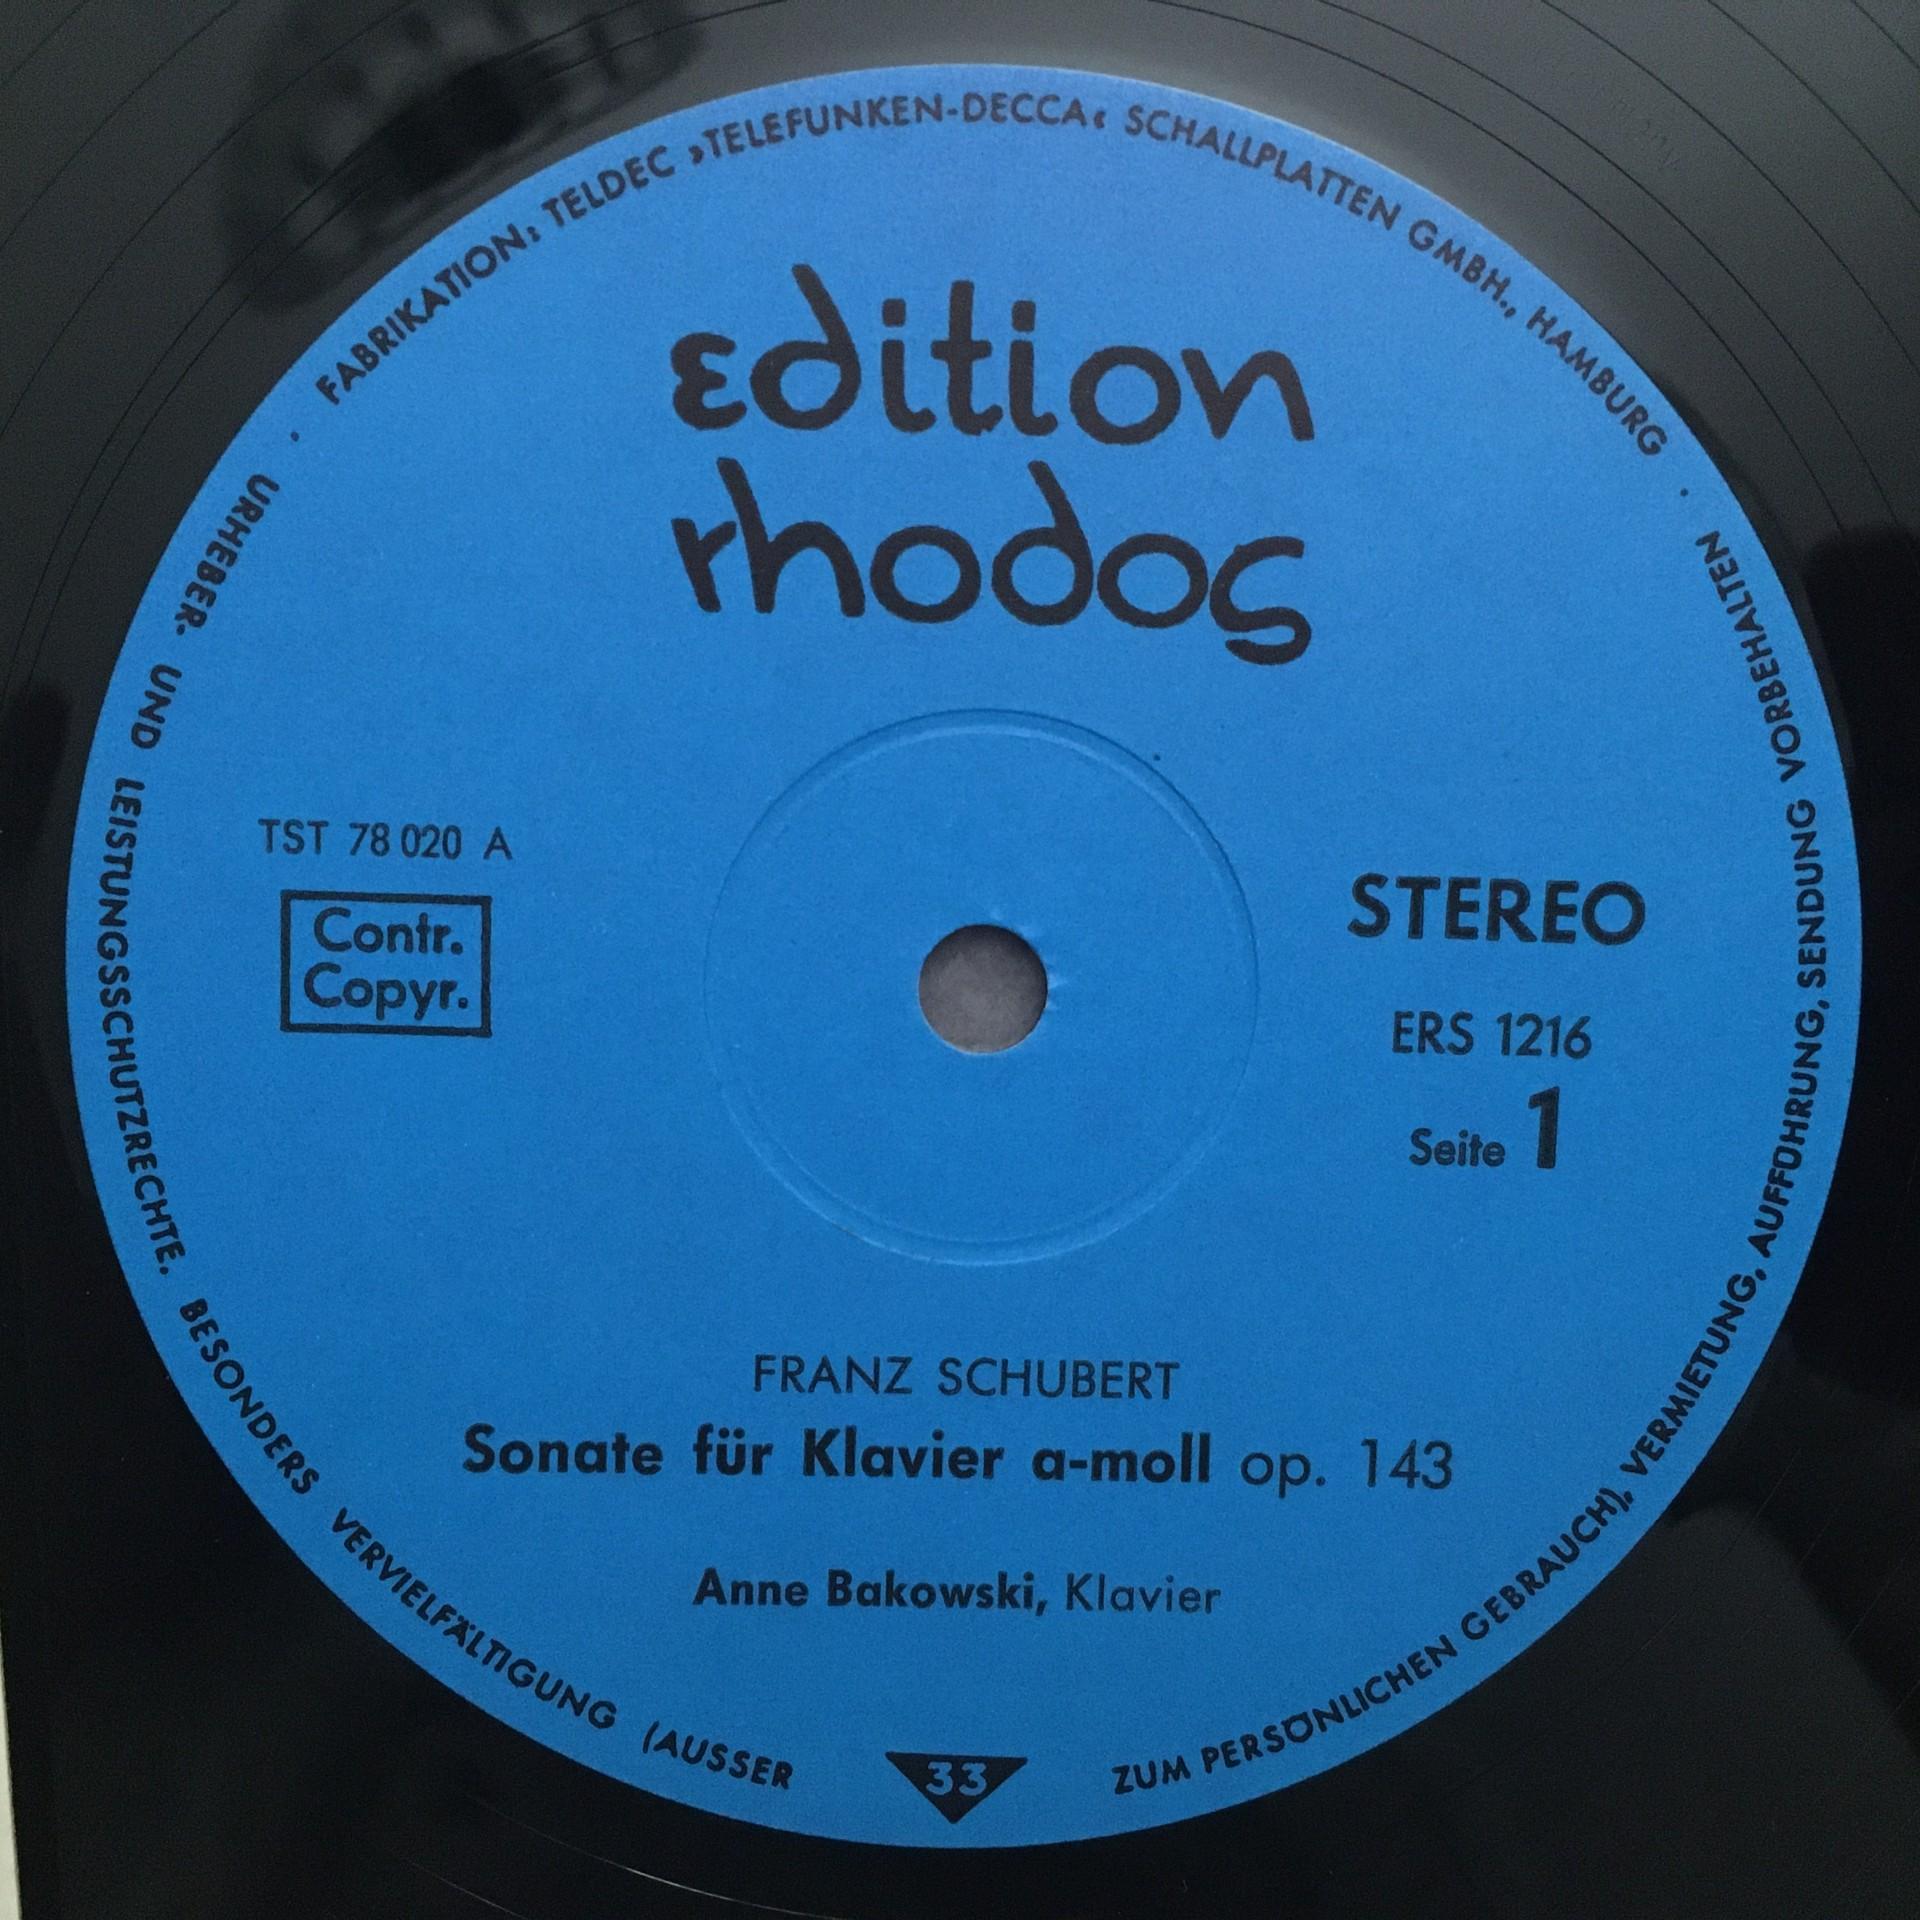 FABRIKATION: TELDEC »TELEFUNKEN-DECCA« SCHALLPLATTEN GMBH., HAMBURG ·
edition
rhodos
TST 78 020 A
Contr.
Copyr.
STEREO
ERS 1216
Seite 1
FRANZ SCHUBERT
Sonate für Klavier a-moll op. 143
Anne Bakowski, Klavier
33
URHEBER- UND LEISTUNGSSCHUTZRECHTE. BESONDERS VERVIELFÄLTIGUNG (AUSSER ZUM PERSÖNLICHEN GEBRAUCH), VERMIETUNG, AUFFÜHRUNG, SENDUNG VORBEHALTEN ·